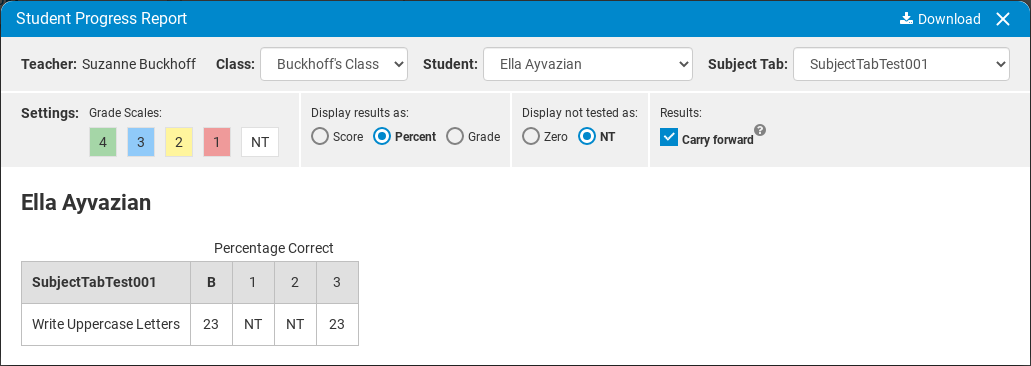 Student Progress Report Download
Teacher: Suzanne Buckhoff Class: Buckhoff's Class Student: Ella Ayvazian Subject Tab: SubjectTabTest001
Settings: Grade Scales: Display results as: Display not tested as: Results:
4 3 2 1 NT Score Percent Grade Zero NT Carry forward ?
Ella Ayvazian
Percentage Correct
SubjectTabTest001 B 1 2 3
Write Uppercase Letters 23 NT NT 23